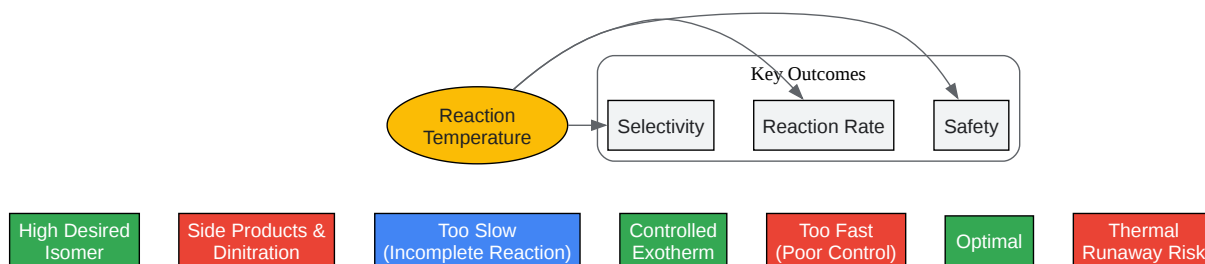 Key Outcomes
Reaction
Temperature
Selectivity
Reaction Rate
Safety
High Desired
Isomer
Side Products &
Dinitration
Too Slow
(Incomplete Reaction)
Controlled
Exotherm
Too Fast
(Poor Control)
Optimal
Thermal
Runaway Risk